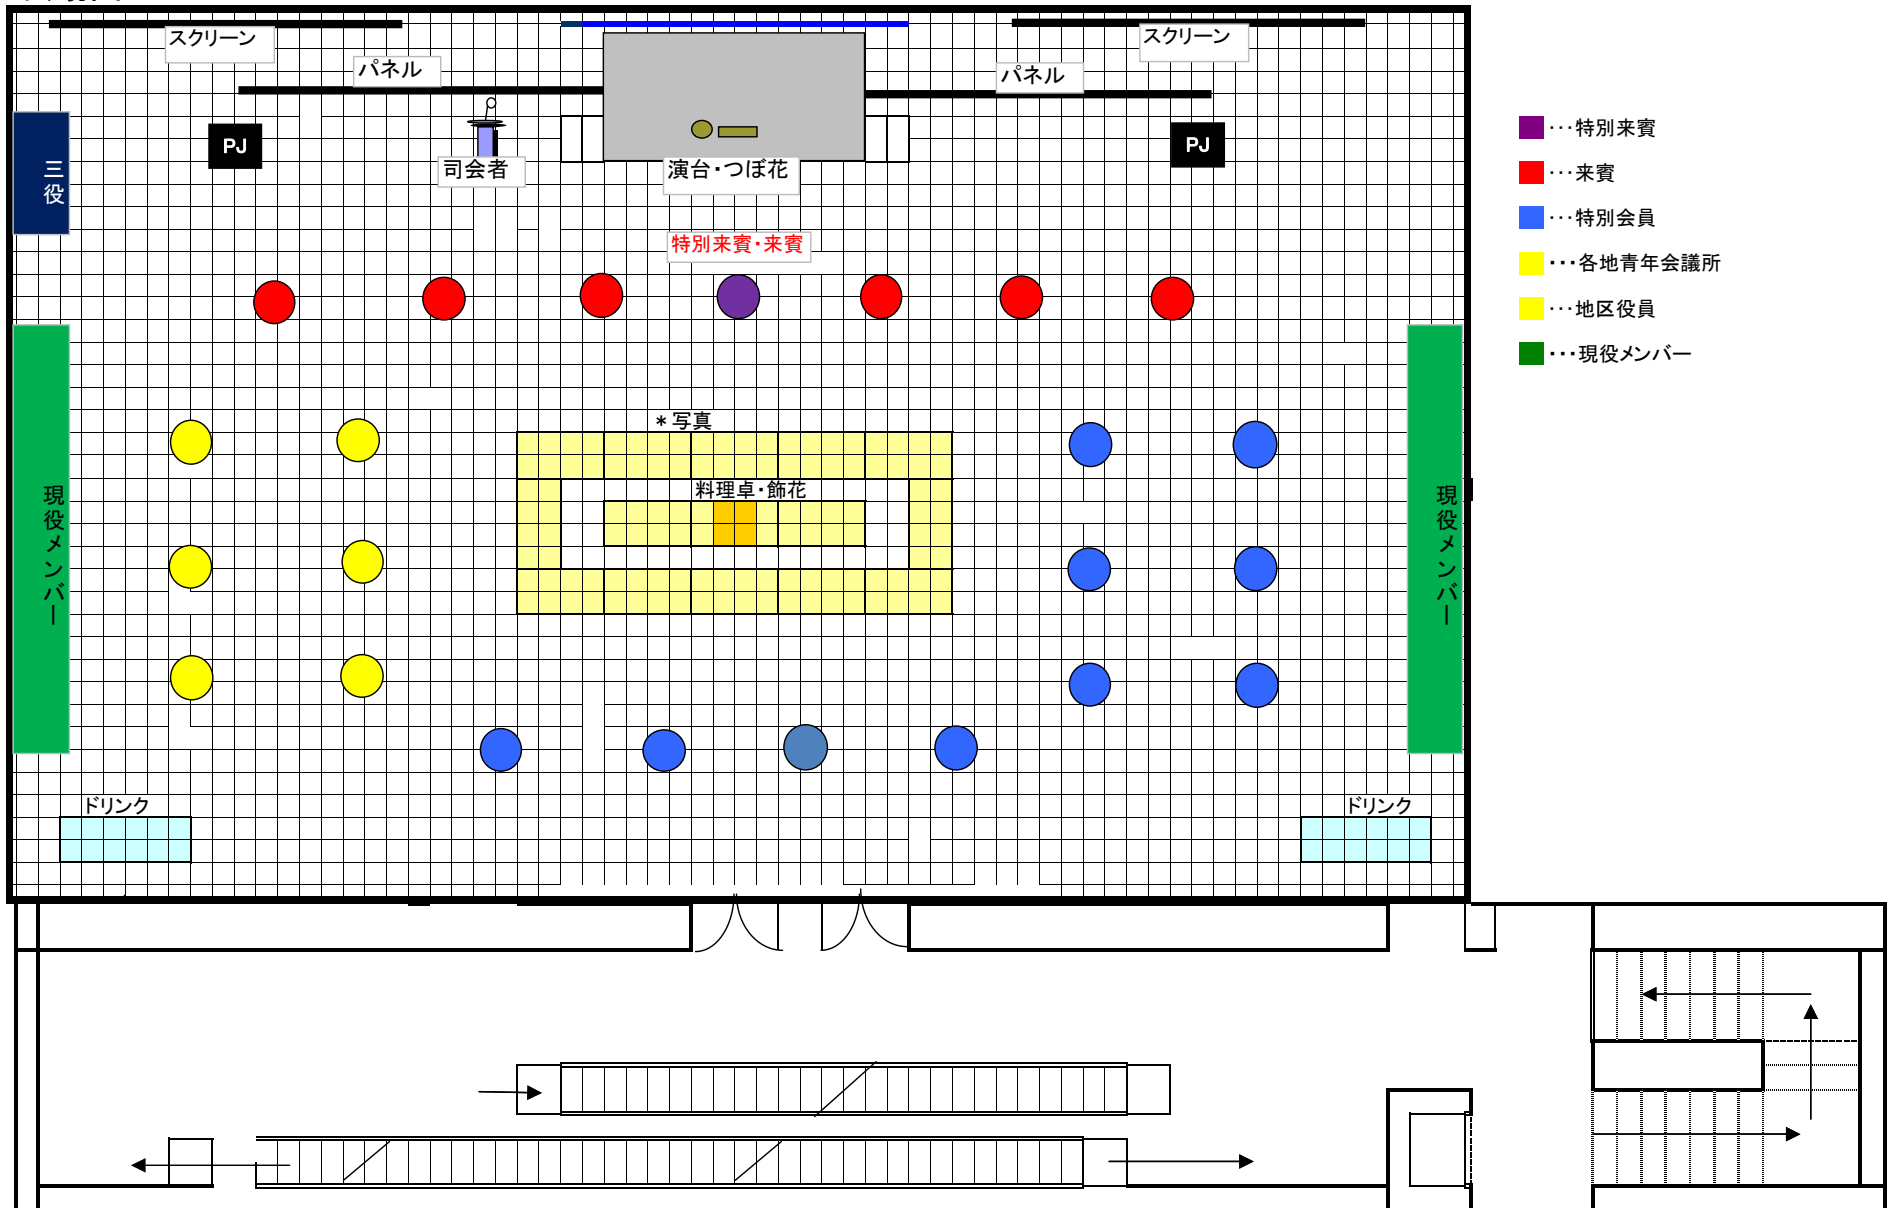 スクリーン
スクリーン
パネル
パネル
PJ
PJ
三役
司会者
演台・つぼ花
特別来賓・来賓
現役メンバー
現役メンバー
＊写真
料理卓・飾花
ドリンク
ドリンク
･･･特別来賓
･･･来賓
･･･特別会員
･･･各地青年会議所
･･･地区役員
･･･現役メンバー